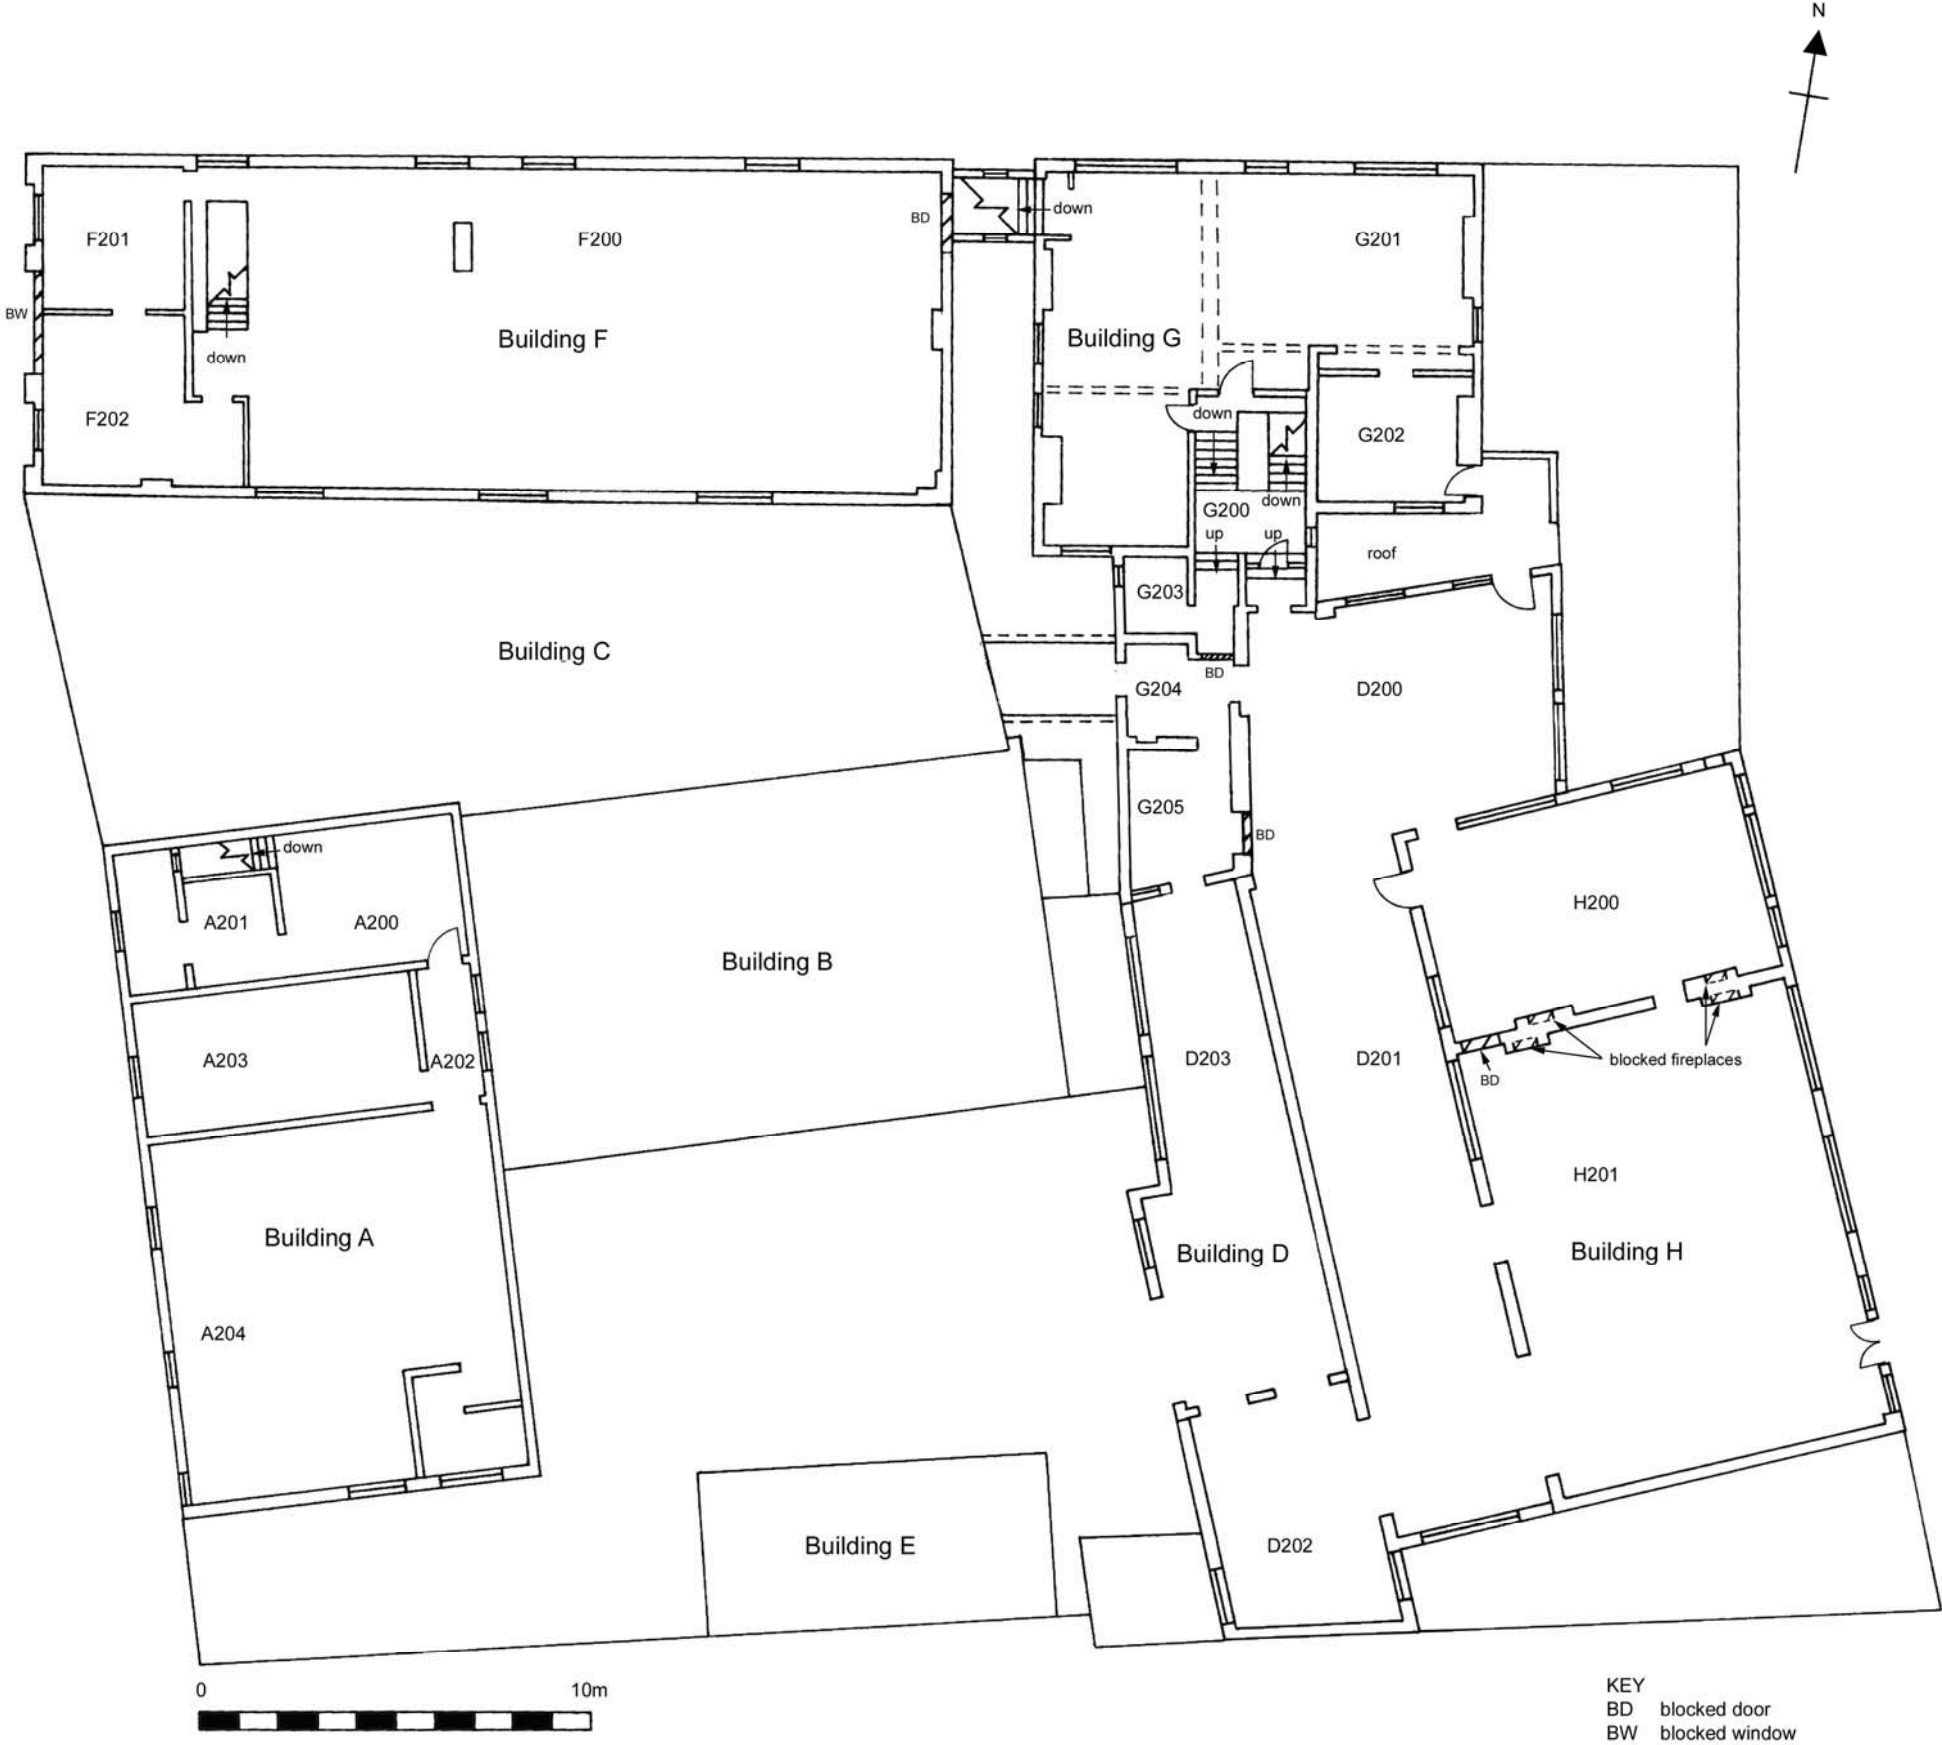 N
BD
down
F201
F200
G201
BW
Building F
Building G
down
F202
down
G202
down
G200
up
up
roof
G203
Building C
BD
G204
D200
G205
BD
down
A201
A200
H200
Building B
A203
A202
D203
D201
blocked fireplaces
BD
H201
Building A
Building D
Building H
A204
Building E
D202
0
10m
KEY
BD blocked door
BW blocked window